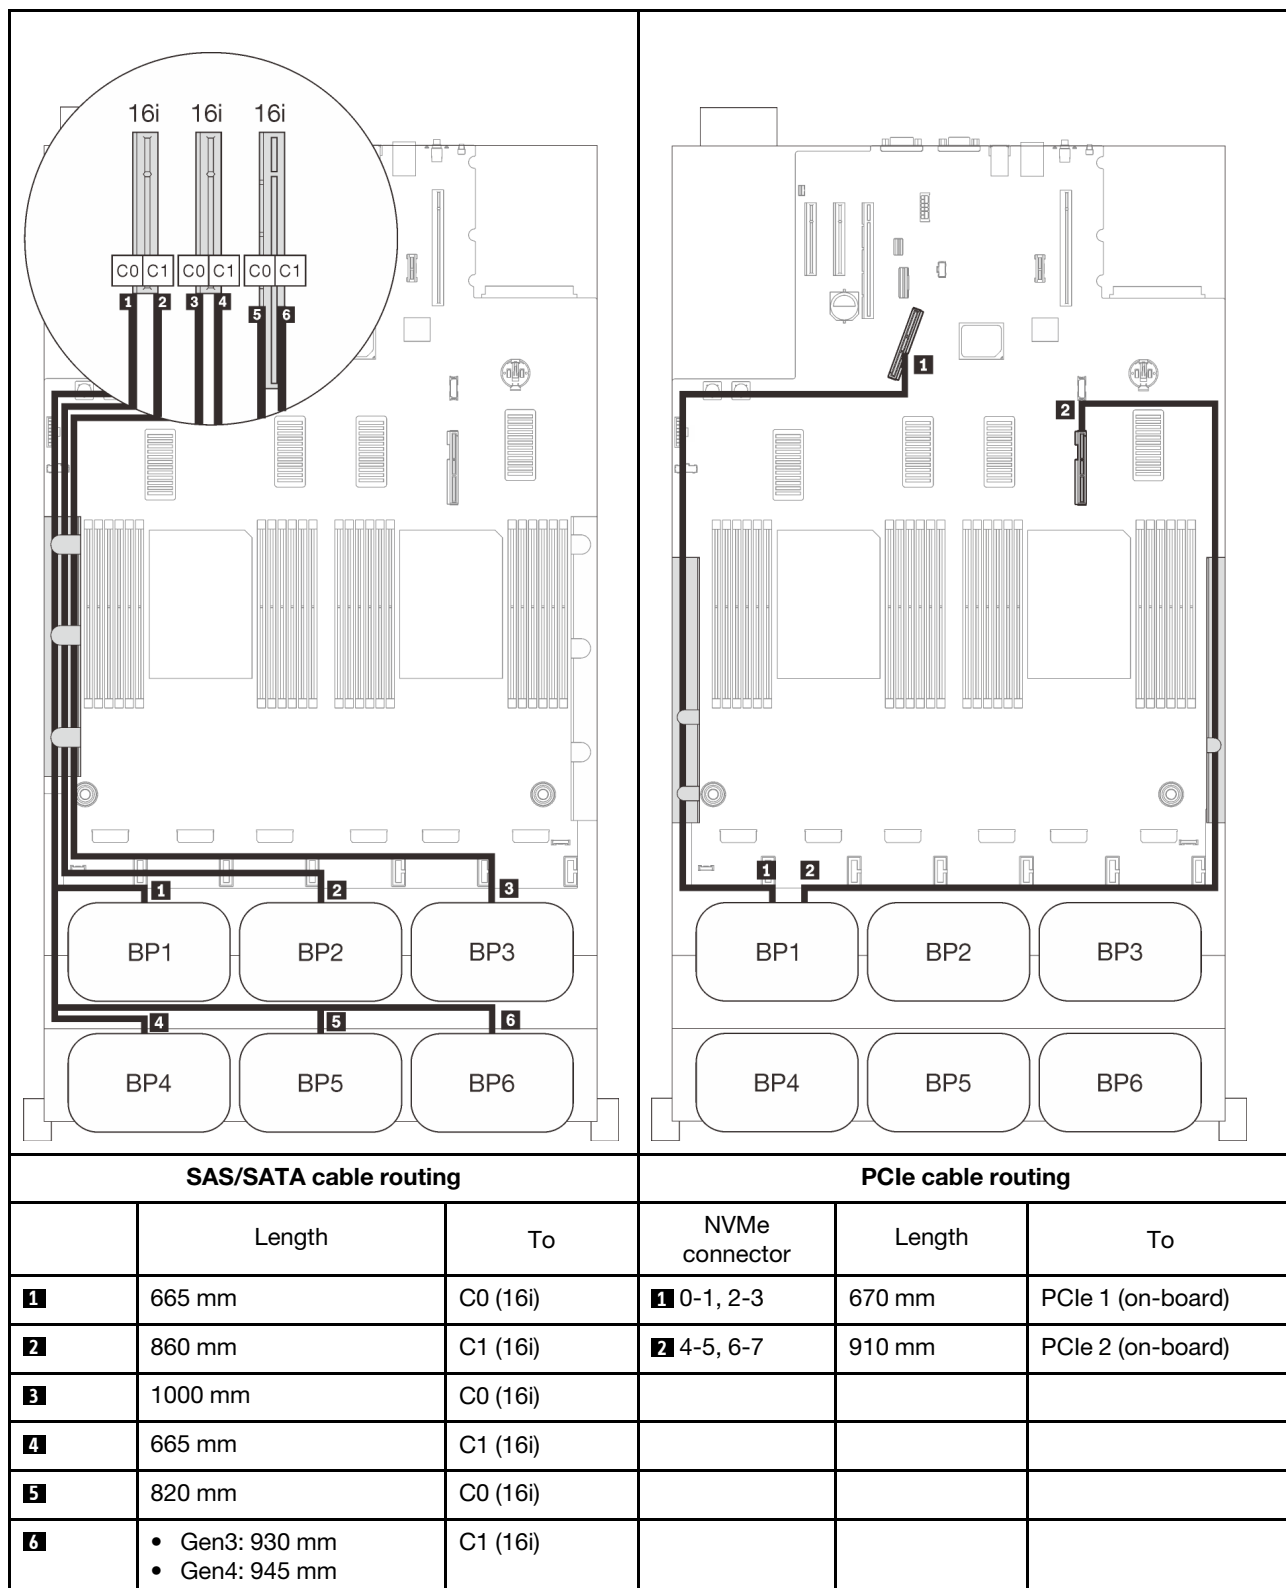 16i 16i 16i
C0 C1 C0 C1 C0 C1
1 2 3 4 5 6
1 2 3
BP1 BP2 BP3
4 5 6
BP4 BP5 BP6
1
2
1 2
BP1 BP2 BP3
BP4 BP5 BP6
SAS/SATA cable routing PCIe cable routing
Length To NVMe connector Length To
1 665 mm C0 (16i) 1 0-1, 2-3 670 mm PCIe 1 (on-board)
2 860 mm C1 (16i) 2 4-5, 6-7 910 mm PCIe 2 (on-board)
3 1000 mm C0 (16i)
4 665 mm C1 (16i)
5 820 mm C0 (16i)
6 • Gen3: 930 mm C1 (16i)
• Gen4: 945 mm